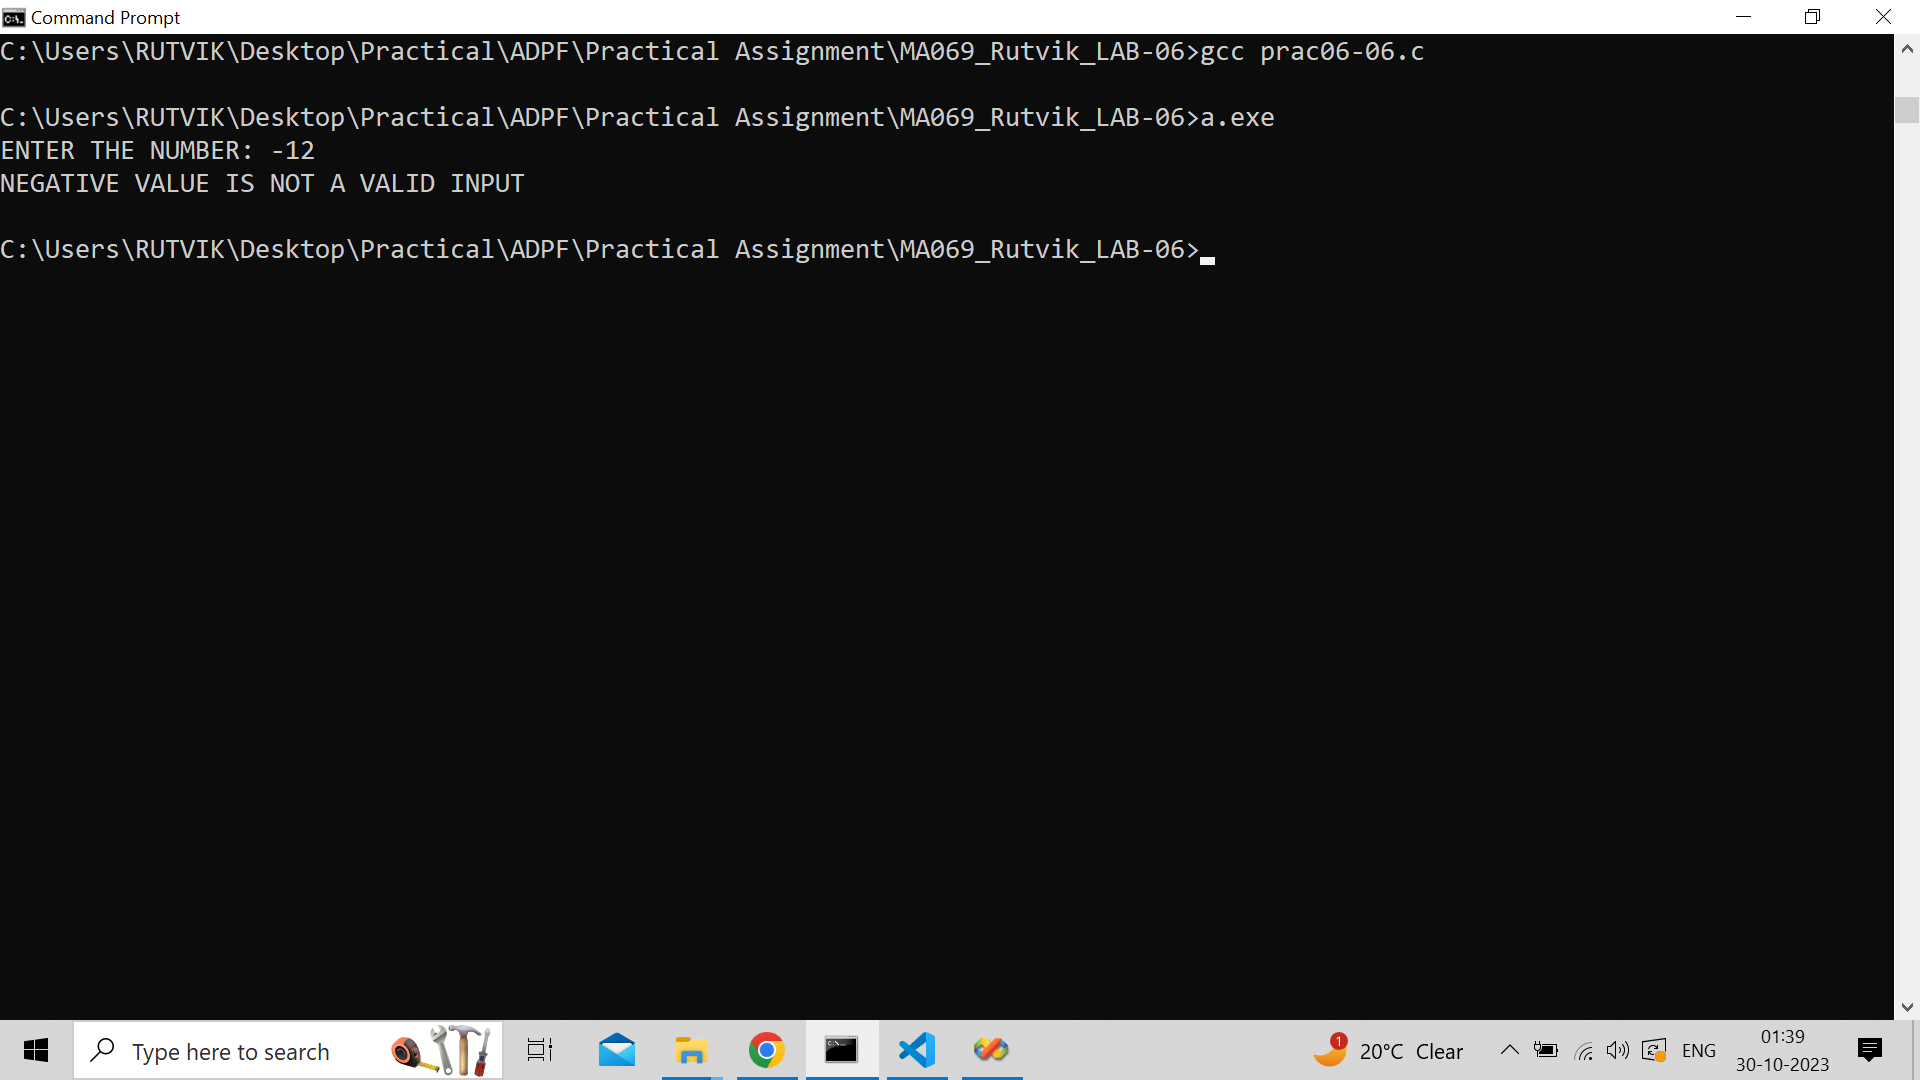 Command Prompt
C:\Users\RUTVIK\Desktop\Practical\ADPF\Practical Assignment\MA069_Rutvik_LAB-06>gcc prac06-06.c
C:\Users\RUTVIK\Desktop\Practical\ADPF\Practical Assignment\MA069_Rutvik_LAB-06>a.exe
ENTER THE NUMBER: -12
NEGATIVE VALUE IS NOT A VALID INPUT
C:\Users\RUTVIK\Desktop\Practical\ADPF\Practical Assignment\MA069_Rutvik_LAB-06>
Type here to search
1
20°C Clear
ENG
01:39
30-10-2023